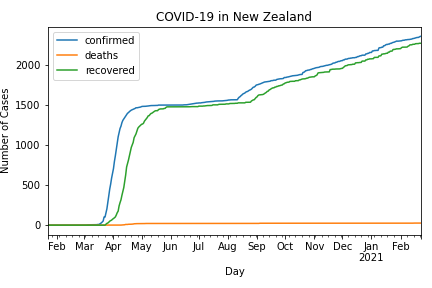 COVID-19 in New Zealand
confirmed
deaths
recovered
Number of Cases
2000
1500
1000
500
0
Feb Mar Apr May Jun Jul Aug Sep Oct Nov Dec Jan Feb
2021
Day